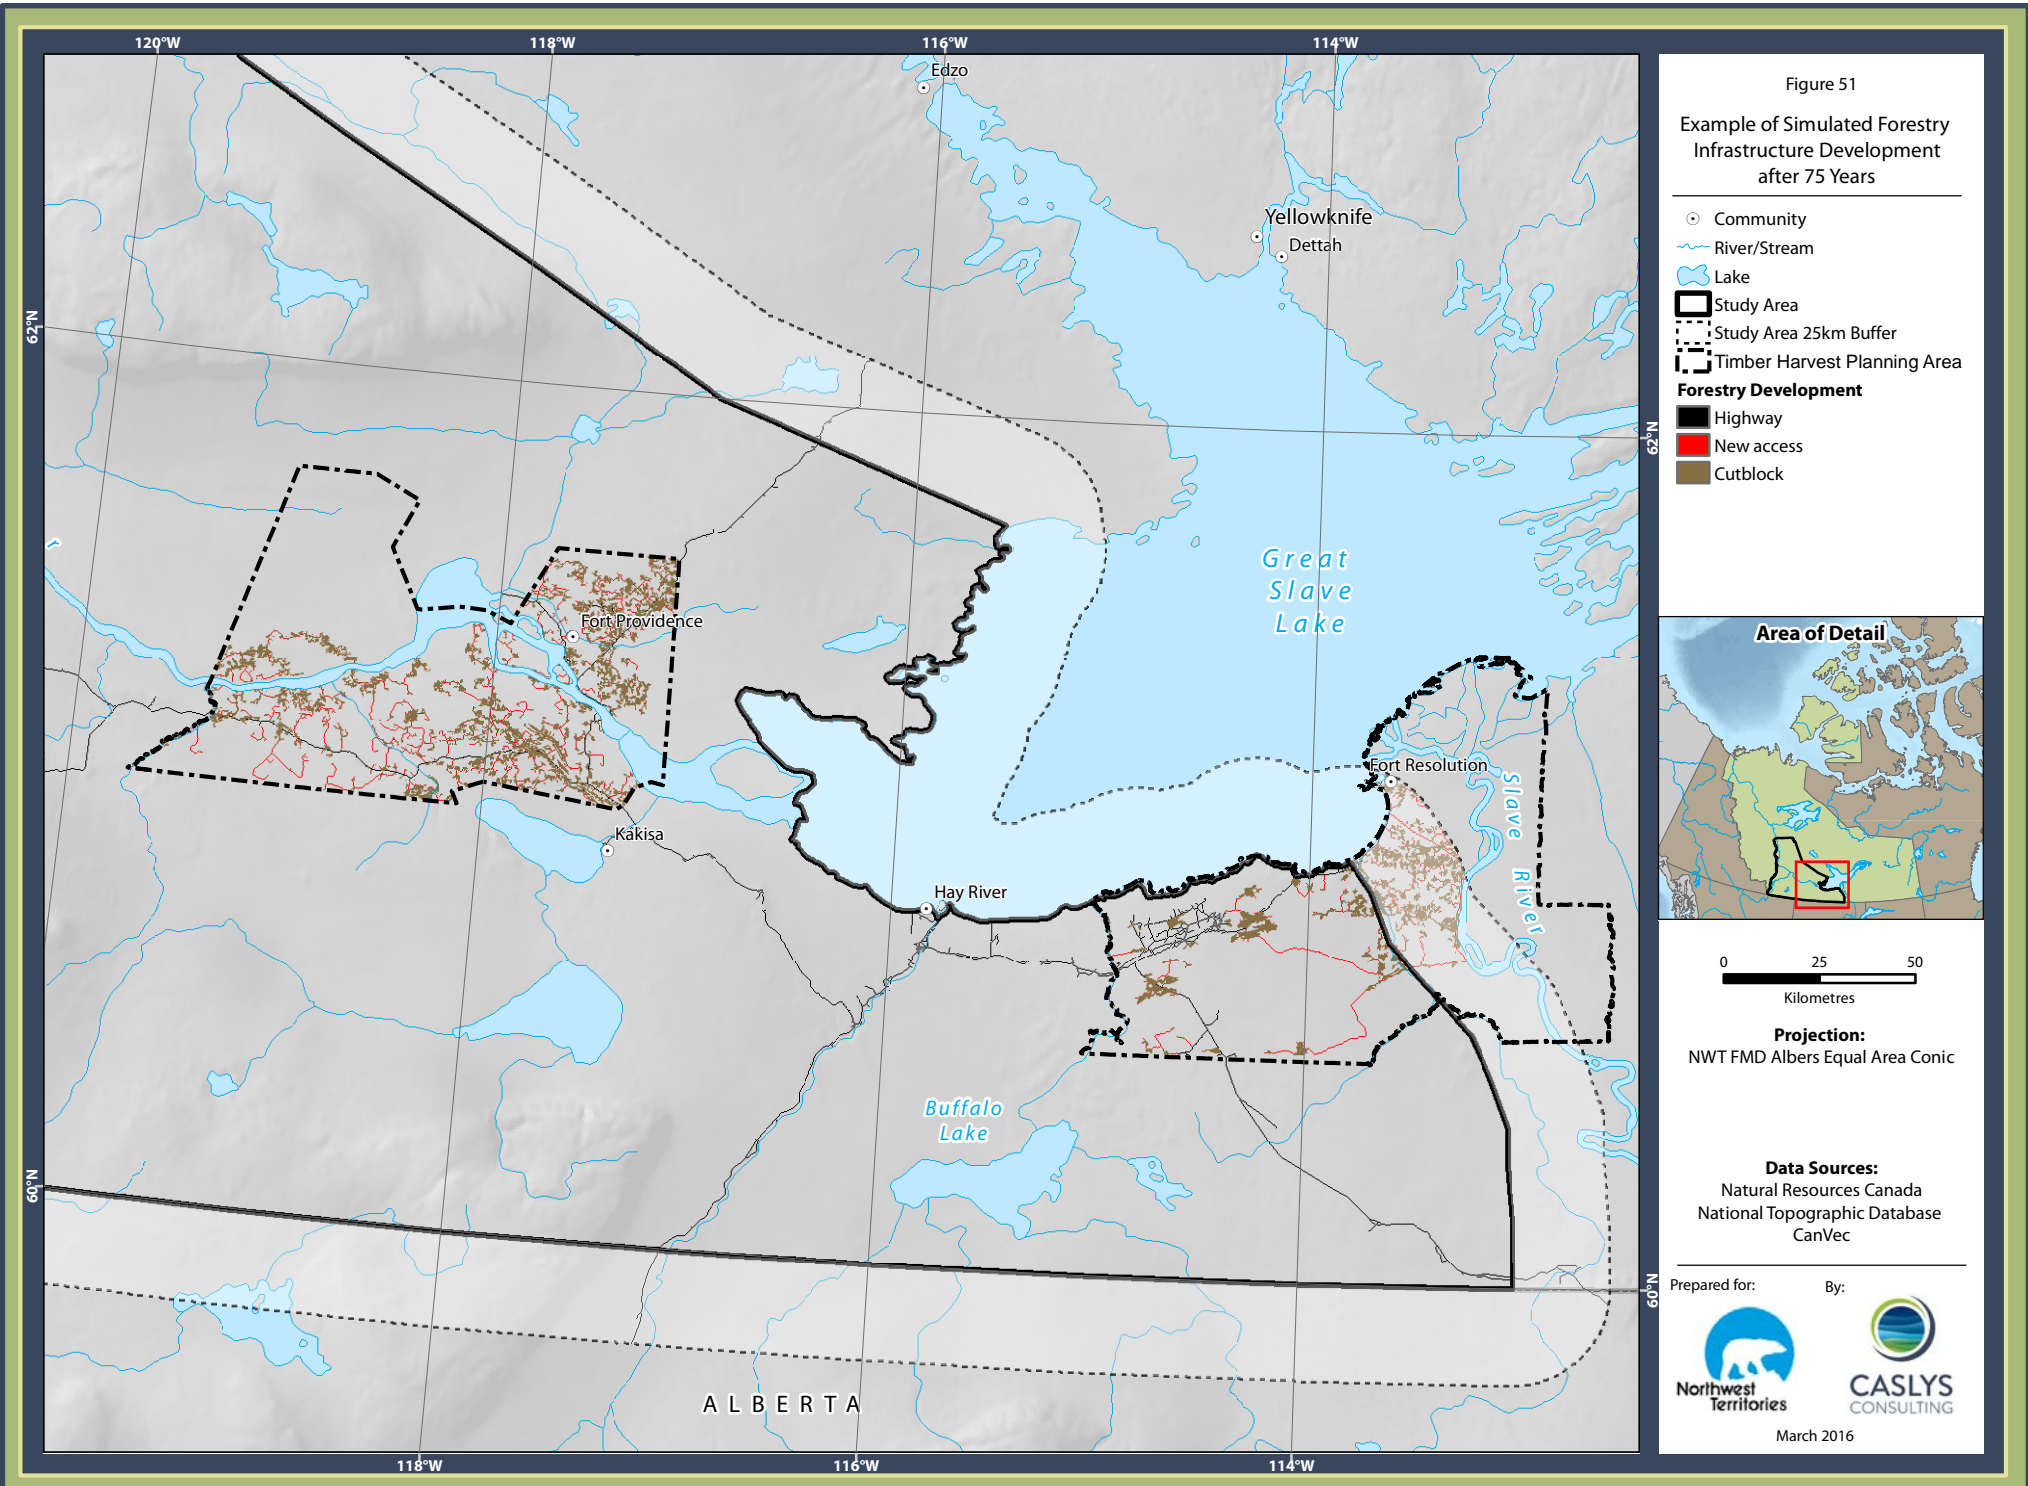 120°W
118°W
116°W
114°W
Edzo
Yellowknife
Dettah
62°N
62°N
Great
Slave
Lake
r
Fort Providence
Fort Resolution
Slave River
Kakisa
Hay River
Buffalo
Lake
60°N
60°N
ALBERTA
118°W
116°W
114°W
Figure 51
Example of Simulated Forestry
Infrastructure Development
after 75 Years
Community
River/Stream
Lake
Study Area
Study Area 25km Buffer
Timber Harvest Planning Area
Forestry Development
Highway
New access
Cutblock
Area of Detail
0 25 50
Kilometres
Projection:
NWT FMD Albers Equal Area Conic
Data Sources:
Natural Resources Canada
National Topographic Database
CanVec
Prepared for: By:
Northwest
Territories
CASLYS
CONSULTING
March 2016